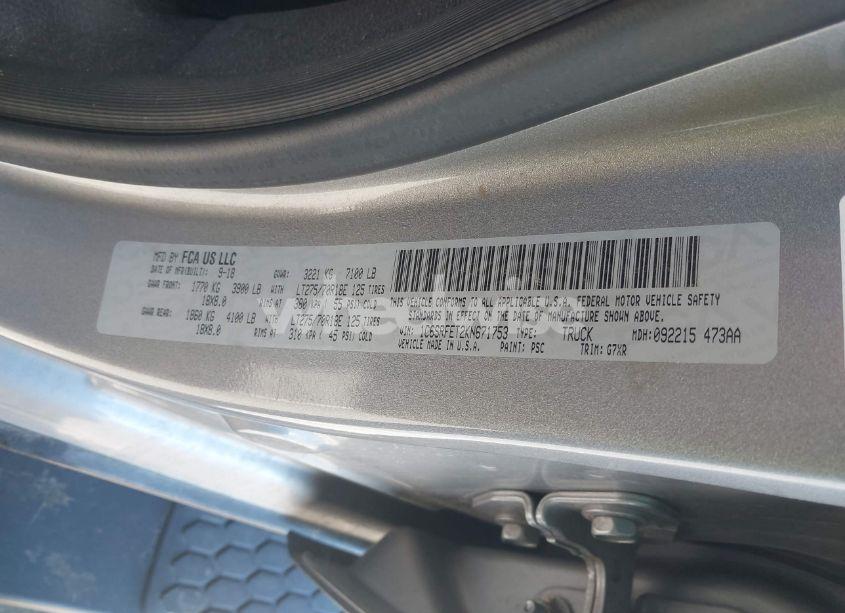 MFD BY FCA US LLC
DATE OF MFR(BUILT): 9-18 GVWR: 3221 KG 7100 LB
GAWR FRONT: 1770 KG 3900 LB WITH LT275/70R18E 125 TIRES
18X8.0 RIMS AT 380 KPA ( 55 PSI) COLD
GAWR REAR: 1860 KG 4100 LB WITH LT275/70R18E 125 TIRES
18X8.0 RIMS AT 310 KPA ( 45 PSI) COLD
THIS VEHICLE CONFORMS TO ALL APPLICABLE U.S.A. FEDERAL MOTOR VEHICLE SAFETY
STANDARDS IN EFFECT ON THE DATE OF MANUFACTURE SHOWN ABOVE.
VIN: 1C6SRFET2KN671753 TYPE: TRUCK MDH: 092215 473AA
VEHICLE MADE IN U.S.A. PAINT: PSC TRIM: G7XR